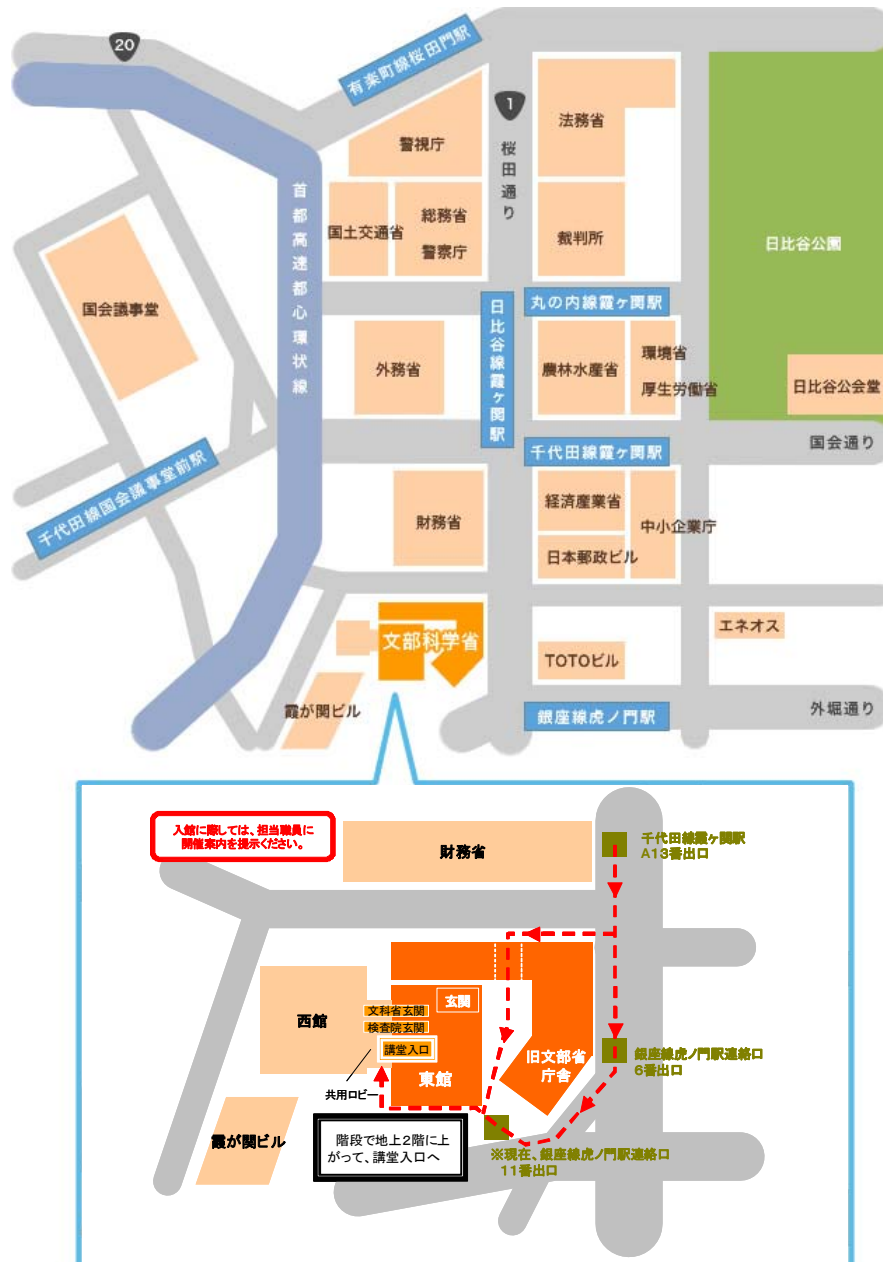 20
有楽町線桜田門駅
1
桜田通り
法務省
警視庁
首都高速都心環状線
国土交通省
総務省
警察庁
裁判所
日比谷公園
国会議事堂
日比谷線霞ヶ関駅
丸の内線霞ヶ関駅
外務省
農林水産省
環境省
厚生労働省
日比谷公会堂
千代田線霞ヶ関駅
国会通り
千代田線国会議事堂前駅
財務省
経済産業省
中小企業庁
日本郵政ビル
文部科学省
エネオス
TOTOビル
霞が関ビル
銀座線虎ノ門駅
外堀通り
入館に際しては、担当職員に
開催案内を提示ください。
財務省
千代田線霞ヶ関駅
A13番出口
西館
文科省玄関
検査院玄関
講堂入口
玄関
東館
旧文部省
庁舎
銀座線虎ノ門駅連絡口
6番出口
共用ロビー
霞が関ビル
階段で地上2階に上
がって、講堂入口へ
※現在、銀座線虎ノ門駅連絡口
11番出口